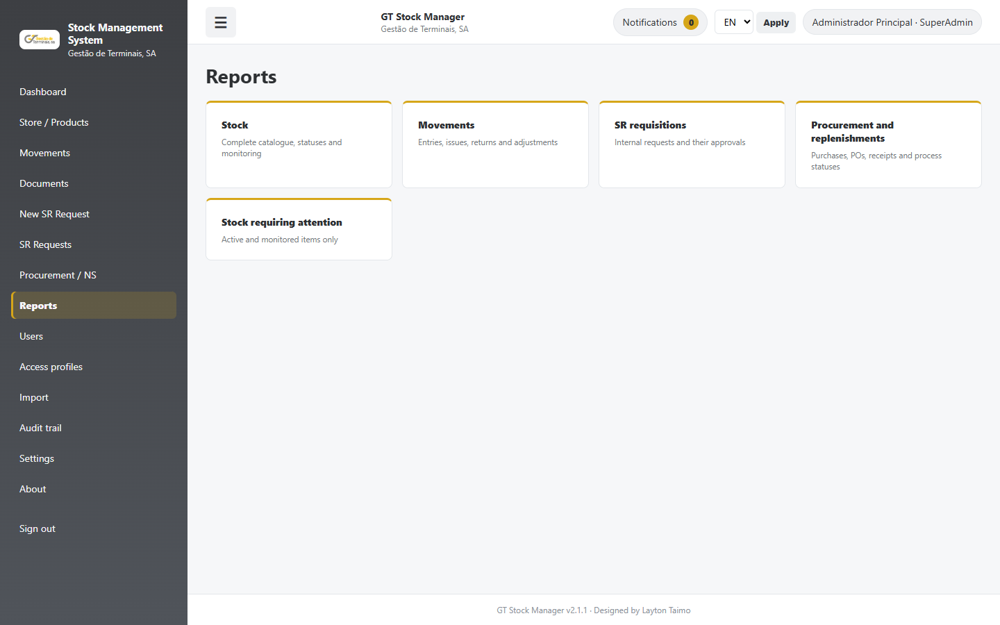 Stock Management
System
Gestão de Terminais, SA
Dashboard
Store / Products
Movements
Documents
New SR Request
SR Requests
Procurement / NS
Reports
Users
Access profiles
Import
Audit trail
Settings
About
Sign out
☰
GT Stock Manager
Gestão de Terminais, SA
Notifications 0
EN
Apply
Administrador Principal · SuperAdmin
Reports
Stock
Complete catalogue, statuses and
monitoring
Movements
Entries, issues, returns and adjustments
SR requisitions
Internal requests and their approvals
Procurement and
replenishments
Purchases, POs, receipts and process
statuses
Stock requiring attention
Active and monitored items only
GT Stock Manager v2.1.1 · Designed by Layton Taimo